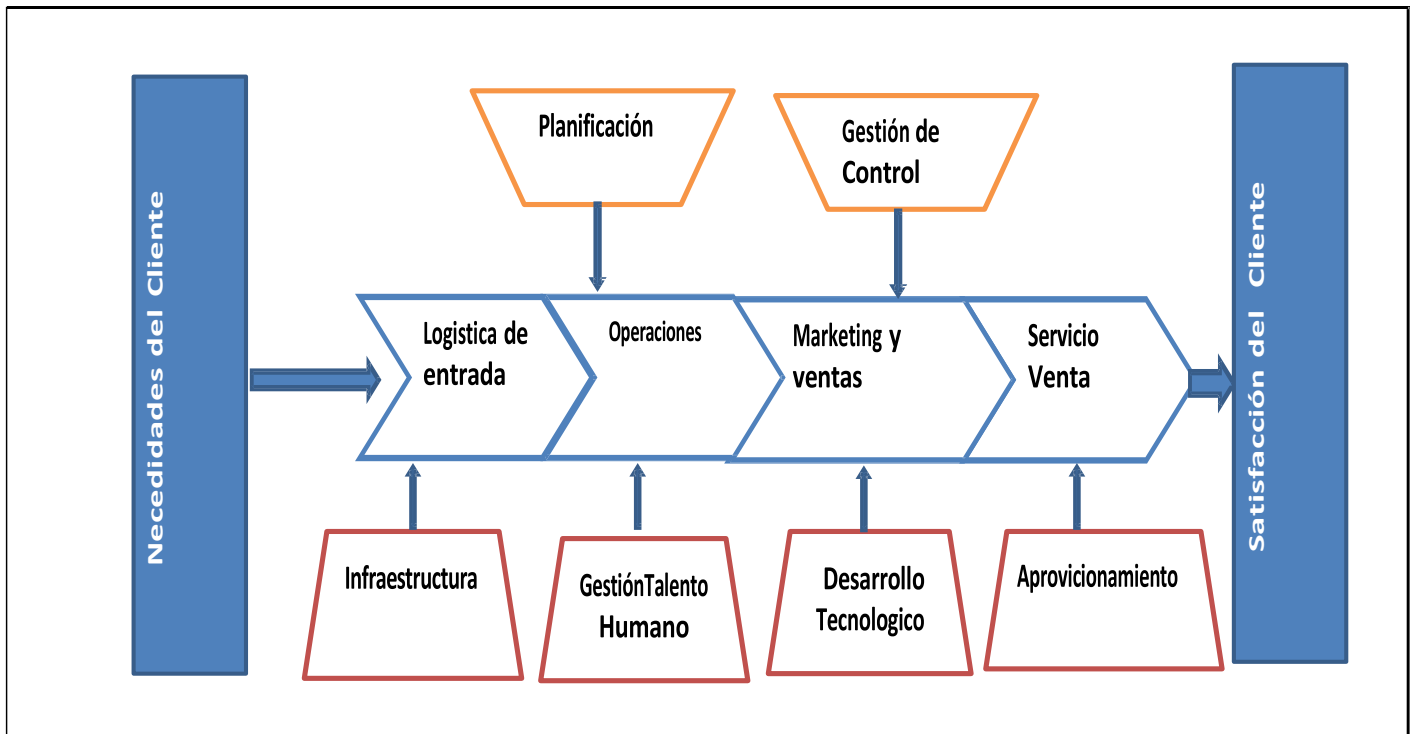 Necedidades del Cliente
Planificación
Gestión de
Control
Logistica de
entrada
Operaciones
Marketing y
ventas
Servicio
Venta
Infraestructura
GestiónTalento
Humano
Desarrollo
Tecnologico
Aprovicionamiento
Satisfacción del Cliente